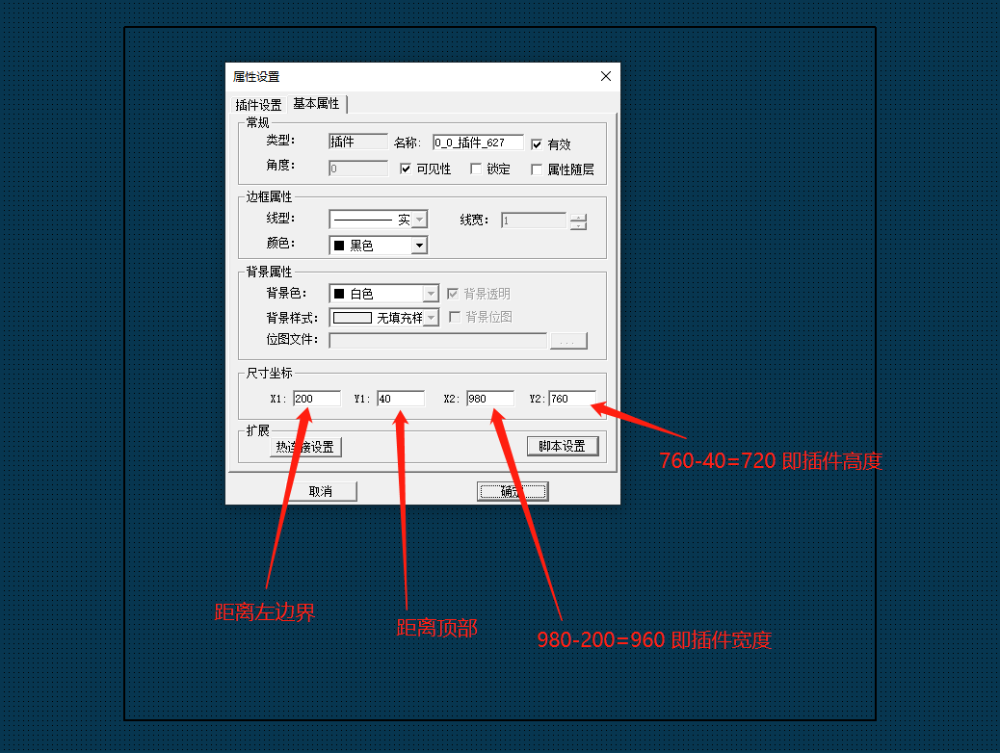 属性设置
插件设置 基本属性
常规
类型： 插件 名称: 0_0_插件_627 有效
角度： 0 可见性 锁定 属性随层
边框属性
线型： 实 线宽： 1
颜色： 黑色
背景属性
背景色： 白色 背景透明
背景样式： 无填充样 背景位图
位图文件： ...
尺寸坐标
X1: 200 Y1: 40 X2: 980 Y2: 760
扩展
热连接设置 脚本设置
760-40=720 即插件高度
取消 确定
距离左边界
距离顶部
980-200=960 即插件宽度